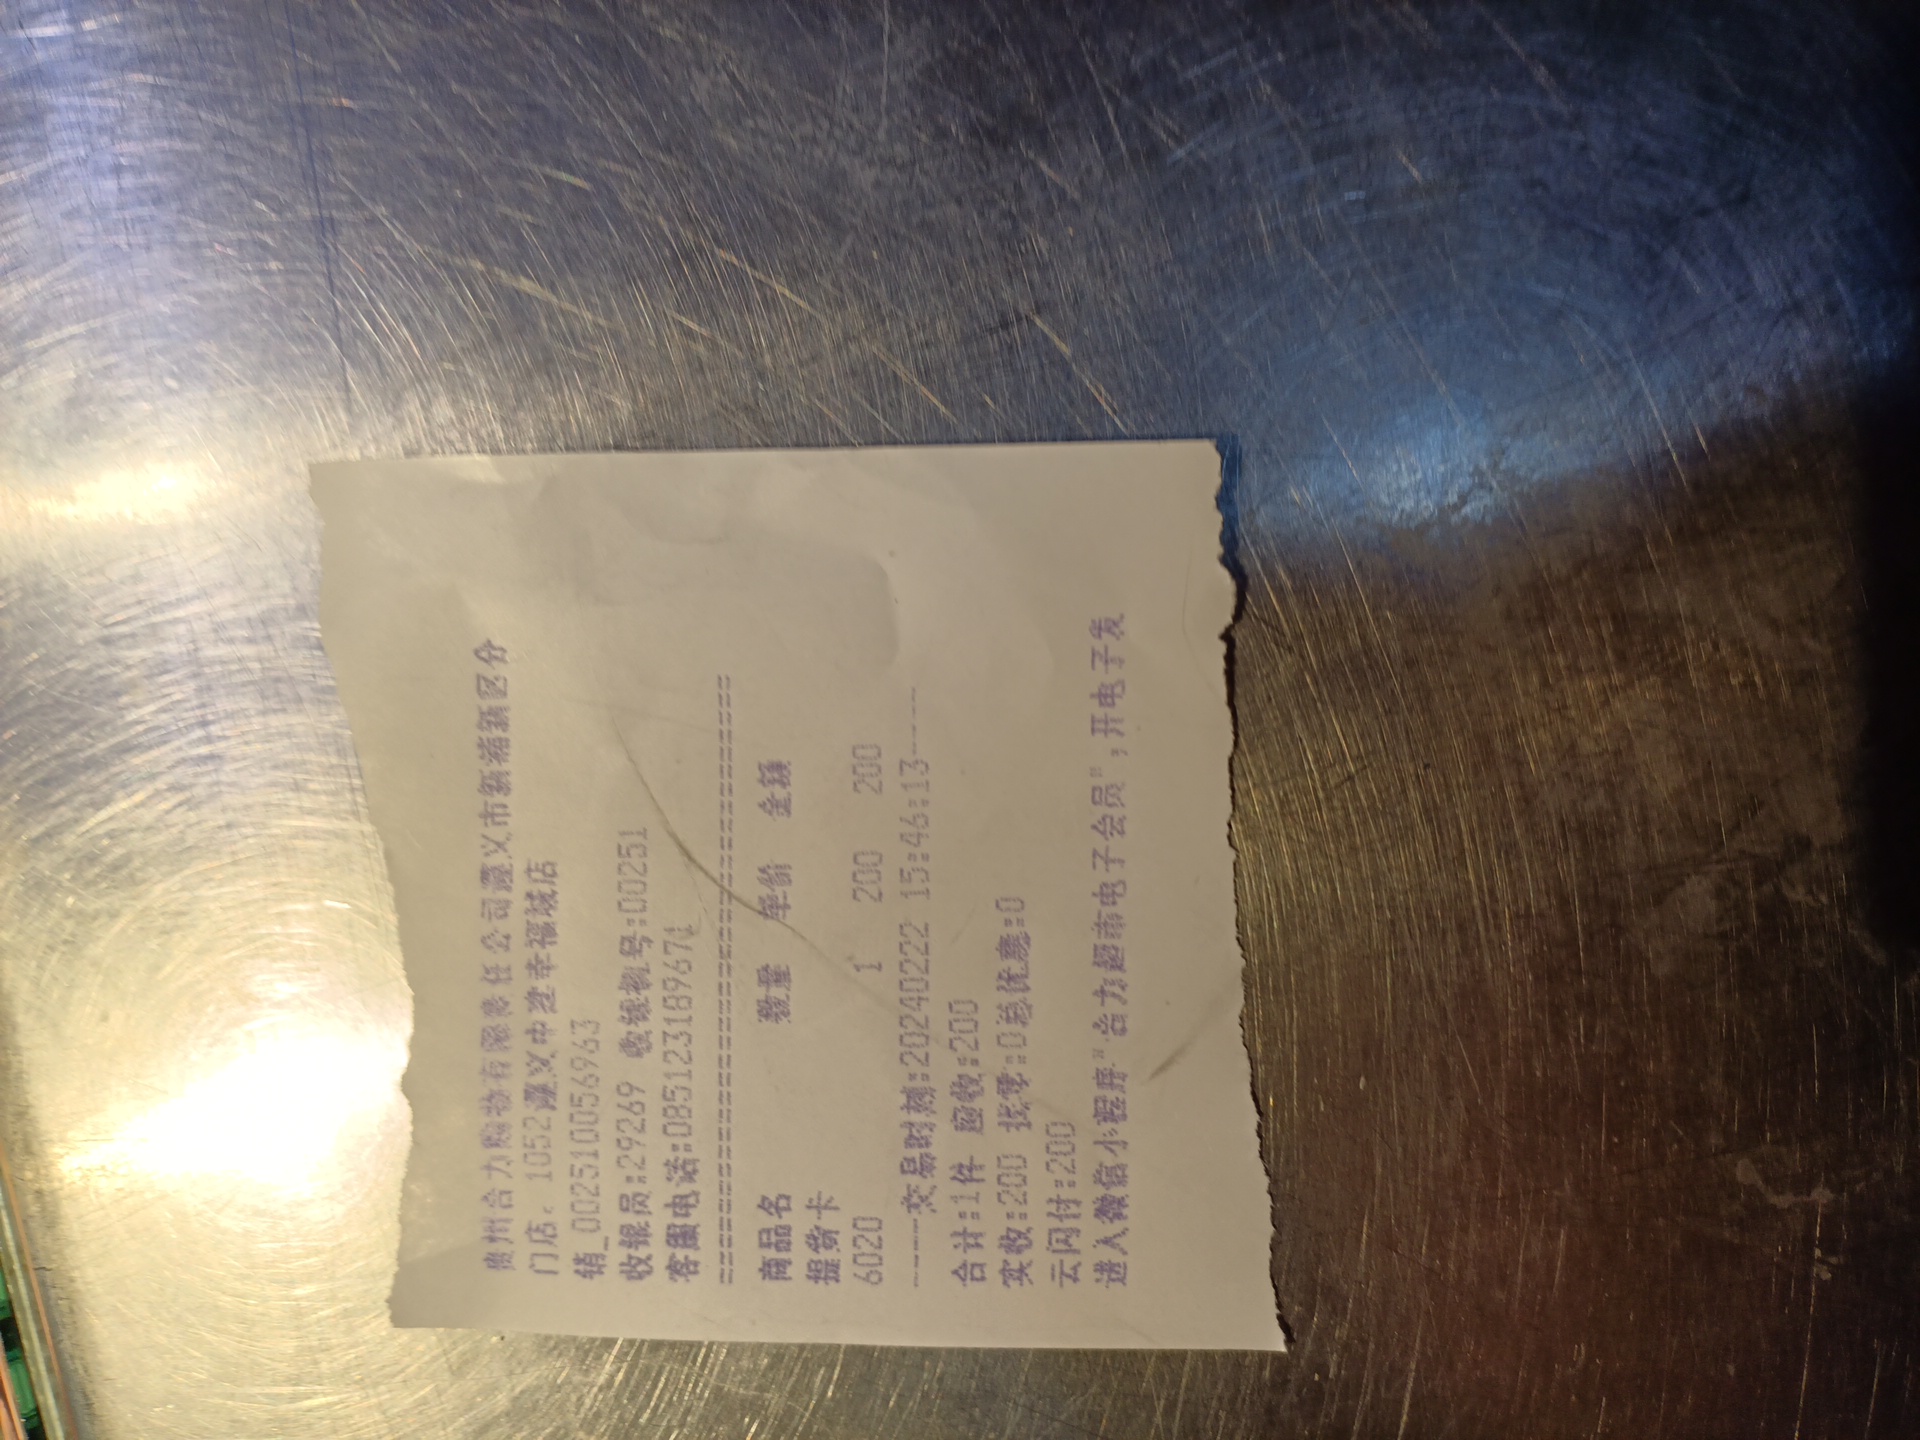 贵州合力购物有限责任公司遵义市新蒲新区分
门店: 1052遵义中建幸福城店
销_002510056963
收银员:29269 收银机号:00251
客服电话:085123189671
======================================
商品名 数量 单价 金额
提货卡
6020 1 200 200
----交易时刻:20240222 15:46:13----
合计:1件 应收:200
实收:200 找零:0总优惠:0
云闪付:200
进入微信小程序"合力超市电子会员",开电子发